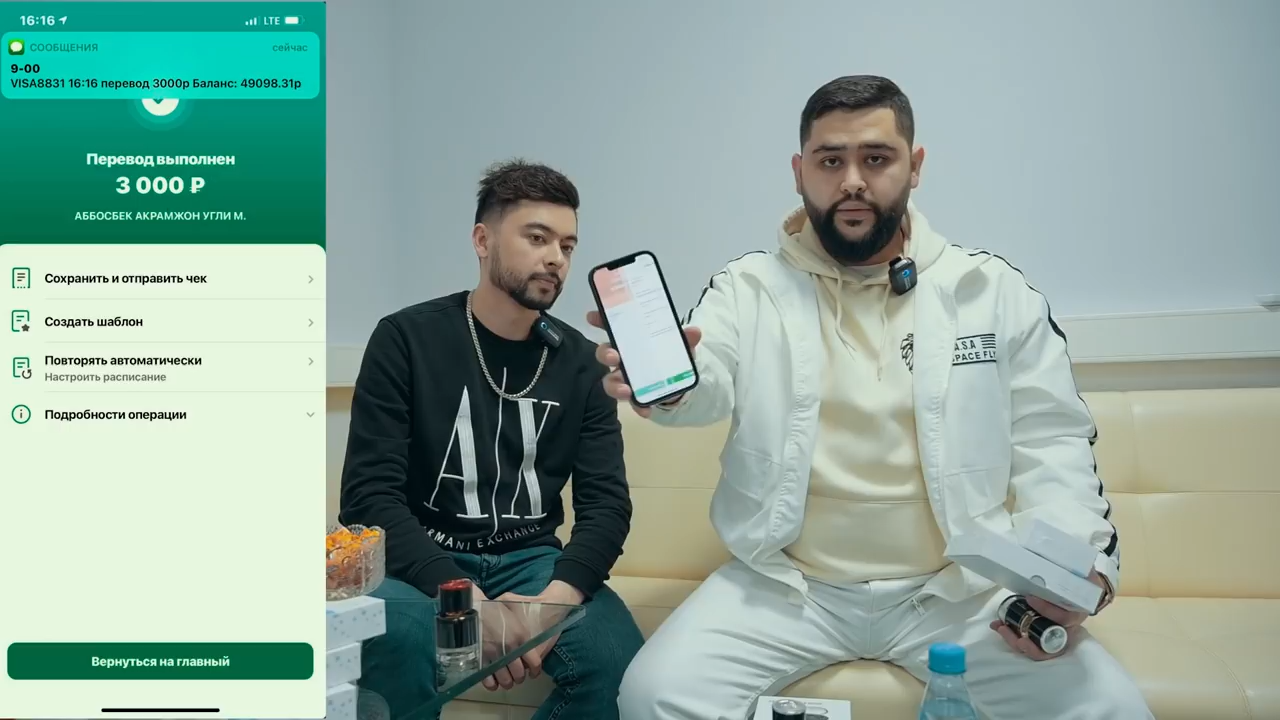 16:16
LTE
СООБЩЕНИЯ
сейчас
9-00
VISA8831 16:16 перевод 3000р Баланс: 49098.31р
Перевод выполнен
3 000 ₽
АББОСБЕК АКРАМЖОН УГЛИ М.
Сохранить и отправить чек
Создать шаблон
Повторять автоматически
Настроить расписание
Подробности операции
Вернуться на главный
A|X
ARMANI EXCHANGE
SPACE FLY